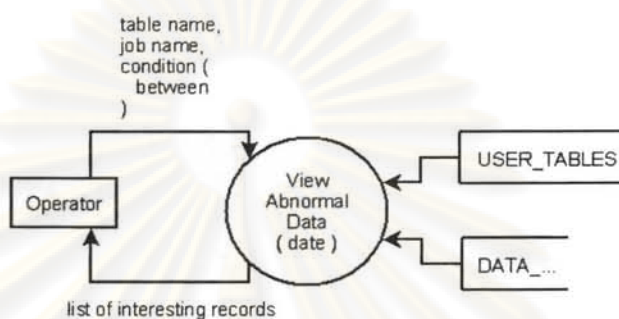 table name,
job name,
condition (
between
)
Operator
View
Abnormal
Data
( date )
USER_TABLES
DATA_...
list of interesting records